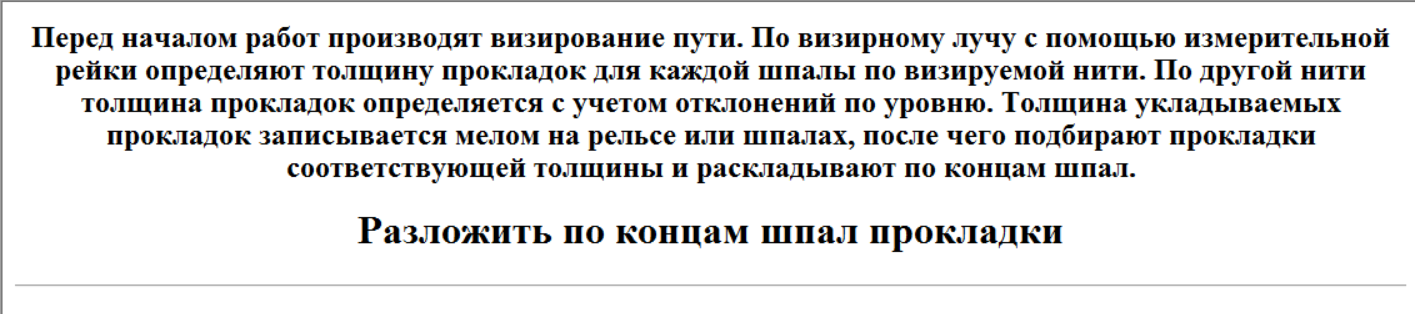 Перед началом работ производят визирование пути. По визирному лучу с помощью измерительной
рейки определяют толщину прокладок для каждой шпалы по визируемой нити. По другой нити
толщина прокладок определяется с учетом отклонений по уровню. Толщина укладываемых
прокладок записывается мелом на рельсе или шпалах, после чего подбирают прокладки
соответствующей толщины и раскладывают по концам шпал.
Разложить по концам шпал прокладки